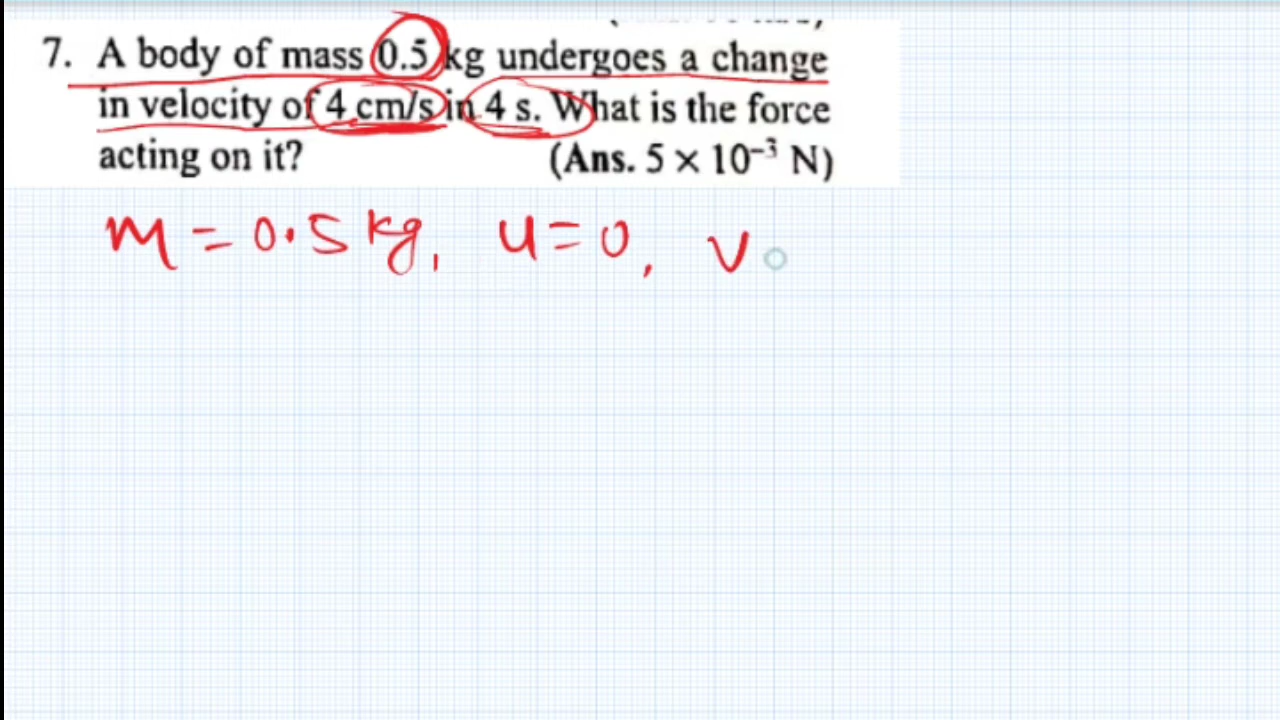 7. A body of mass 0.5 kg undergoes a change
in velocity of 4 cm/s in 4 s. What is the force
acting on it? (Ans. 5 × 10⁻³ N)
m = 0.5 kg, u = 0, v